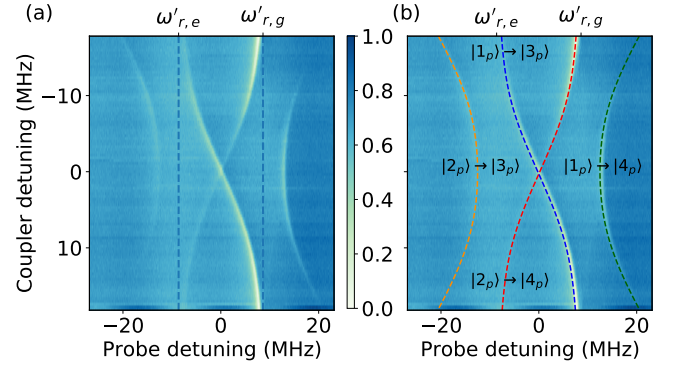 (a)
ω'r,e
ω'r,g
Coupler detuning (MHz)
−10
0
10
−20
0
20
Probe detuning (MHz)
1.0
0.8
0.6
0.4
0.2
0.0
(b)
ω'r,e
ω'r,g
|1p⟩→|3p⟩
|2p⟩→|3p⟩
|1p⟩→|4p⟩
|2p⟩→|4p⟩
−20
0
20
Probe detuning (MHz)